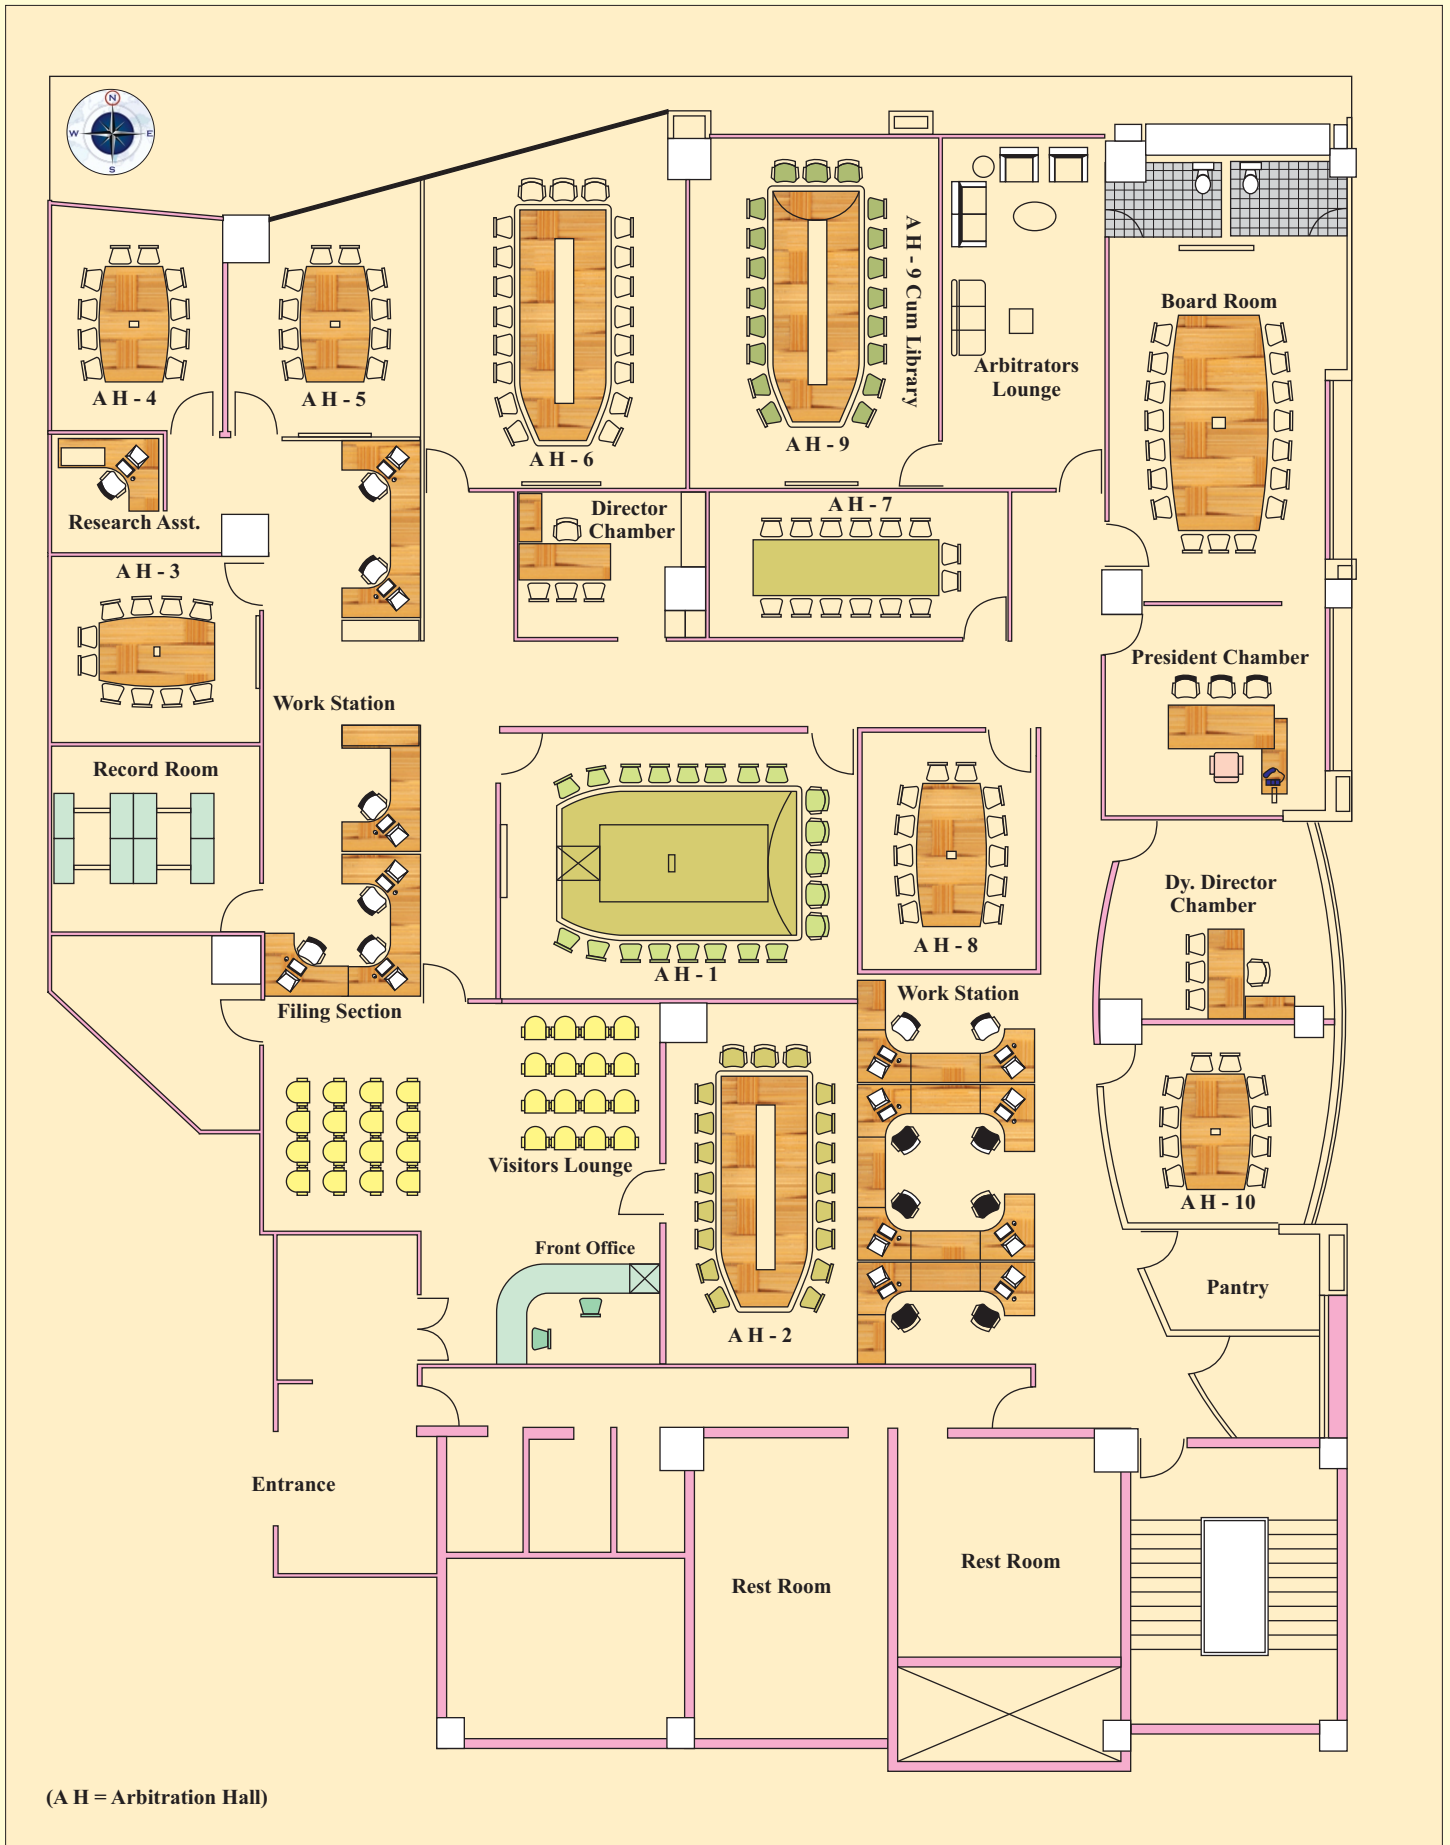 N
W
E
S
A H - 9 Cum Library
Board Room
Arbitrators
Lounge
A H - 4
A H - 5
A H - 6
A H - 9
Research Asst.
Director
Chamber
A H - 7
A H - 3
President Chamber
Work Station
Record Room
Dy. Director
Chamber
A H - 8
A H - 1
Work Station
Filing Section
Visitors Lounge
A H - 10
Front Office
Pantry
A H - 2
Entrance
Rest Room
Rest Room
(A H = Arbitration Hall)